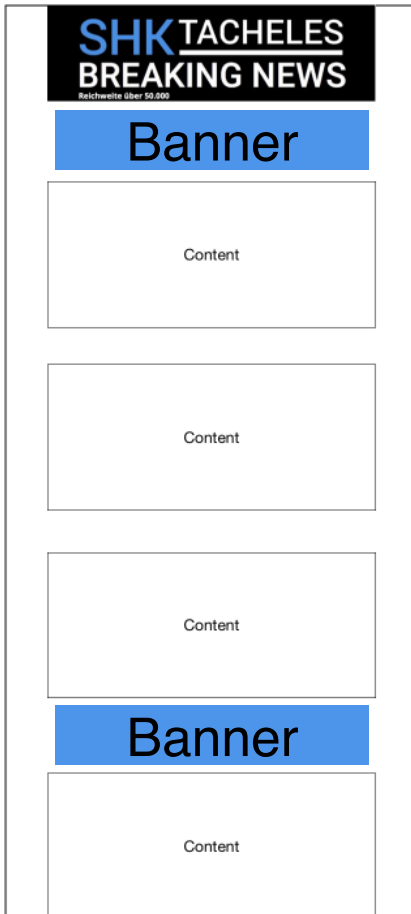 SHK TACHELES
BREAKING NEWS
Reichweite über 50.000
Banner
Content
Content
Content
Banner
Content